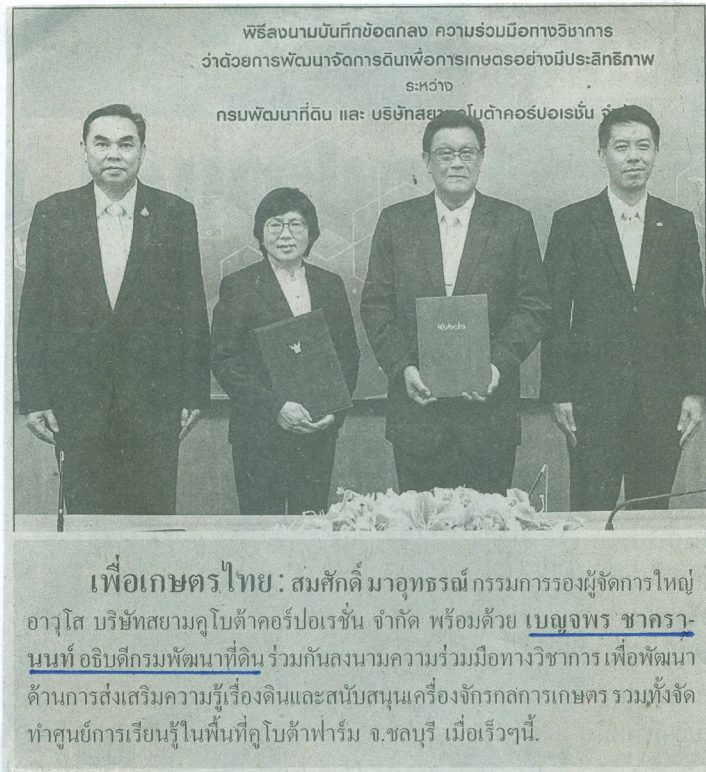 พิธีลงนามบันทึกข้อตกลง ความร่วมมือทางวิชาการ
ว่าด้วยการพัฒนาจัดการดินเพื่อการเกษตรอย่างมีประสิทธิภาพ
ระหว่าง
กรมพัฒนาที่ดิน และ บริษัทสยามคูโบต้าคอร์ปอเรชั่น
Kubota
เพื่อเกษตรไทย : สมศักดิ์ มาอุทธรณ์ กรรมการรองผู้จัดการใหญ่
อาวุโส บริษัทสยามคูโบต้าคอร์ปอเรชั่น จำกัด พร้อมด้วย เบญจพร ชาครา-
นนท์ อธิบดีกรมพัฒนาที่ดิน ร่วมกันลงนามความร่วมมือทางวิชาการ เพื่อพัฒนา
ด้านการส่งเสริมความรู้เรื่องดินและสนับสนุนเครื่องจักรกลการเกษตร รวมทั้งจัด
ทำศูนย์การเรียนรู้ในพื้นที่คูโบต้าฟาร์ม จ.ชลบุรี เมื่อเร็วๆนี้.